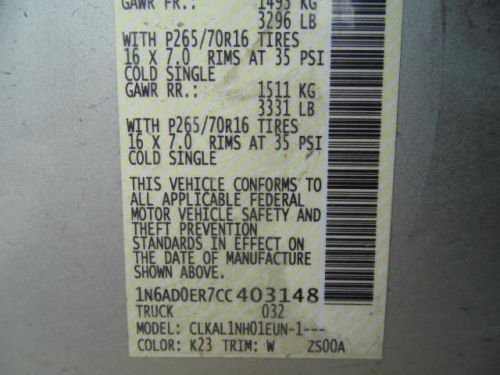 GAWR FR.: 1493 KG
3296 LB
WITH P265/70R16 TIRES
16 X 7.0 RIMS AT 35 PSI
COLD SINGLE
GAWR RR.: 1511 KG
3331 LB
WITH P265/70R16 TIRES
16 X 7.0 RIMS AT 35 PSI
COLD SINGLE
THIS VEHICLE CONFORMS TO
ALL APPLICABLE FEDERAL
MOTOR VEHICLE SAFETY AND
THEFT PREVENTION
STANDARDS IN EFFECT ON
THE DATE OF MANUFACTURE
SHOWN ABOVE.
1N6AD0ER7CC403148
TRUCK 032
MODEL: CLKAL1NH01EUN-1---
COLOR: K23 TRIM: W ZS00A